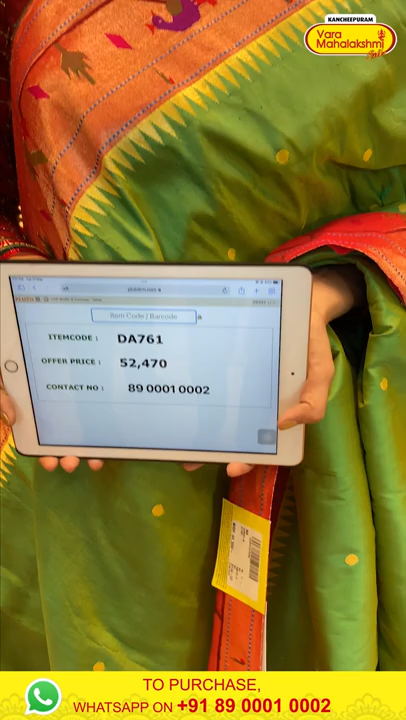 KANCHEEPURAM
Vara
Mahalakshmi
Silks
Item Code | Barcode
ITEMCODE : DA761
OFFER PRICE : 52,470
CONTACT NO : 89 0001 0002
TO PURCHASE,
WHATSAPP ON +91 89 0001 0002